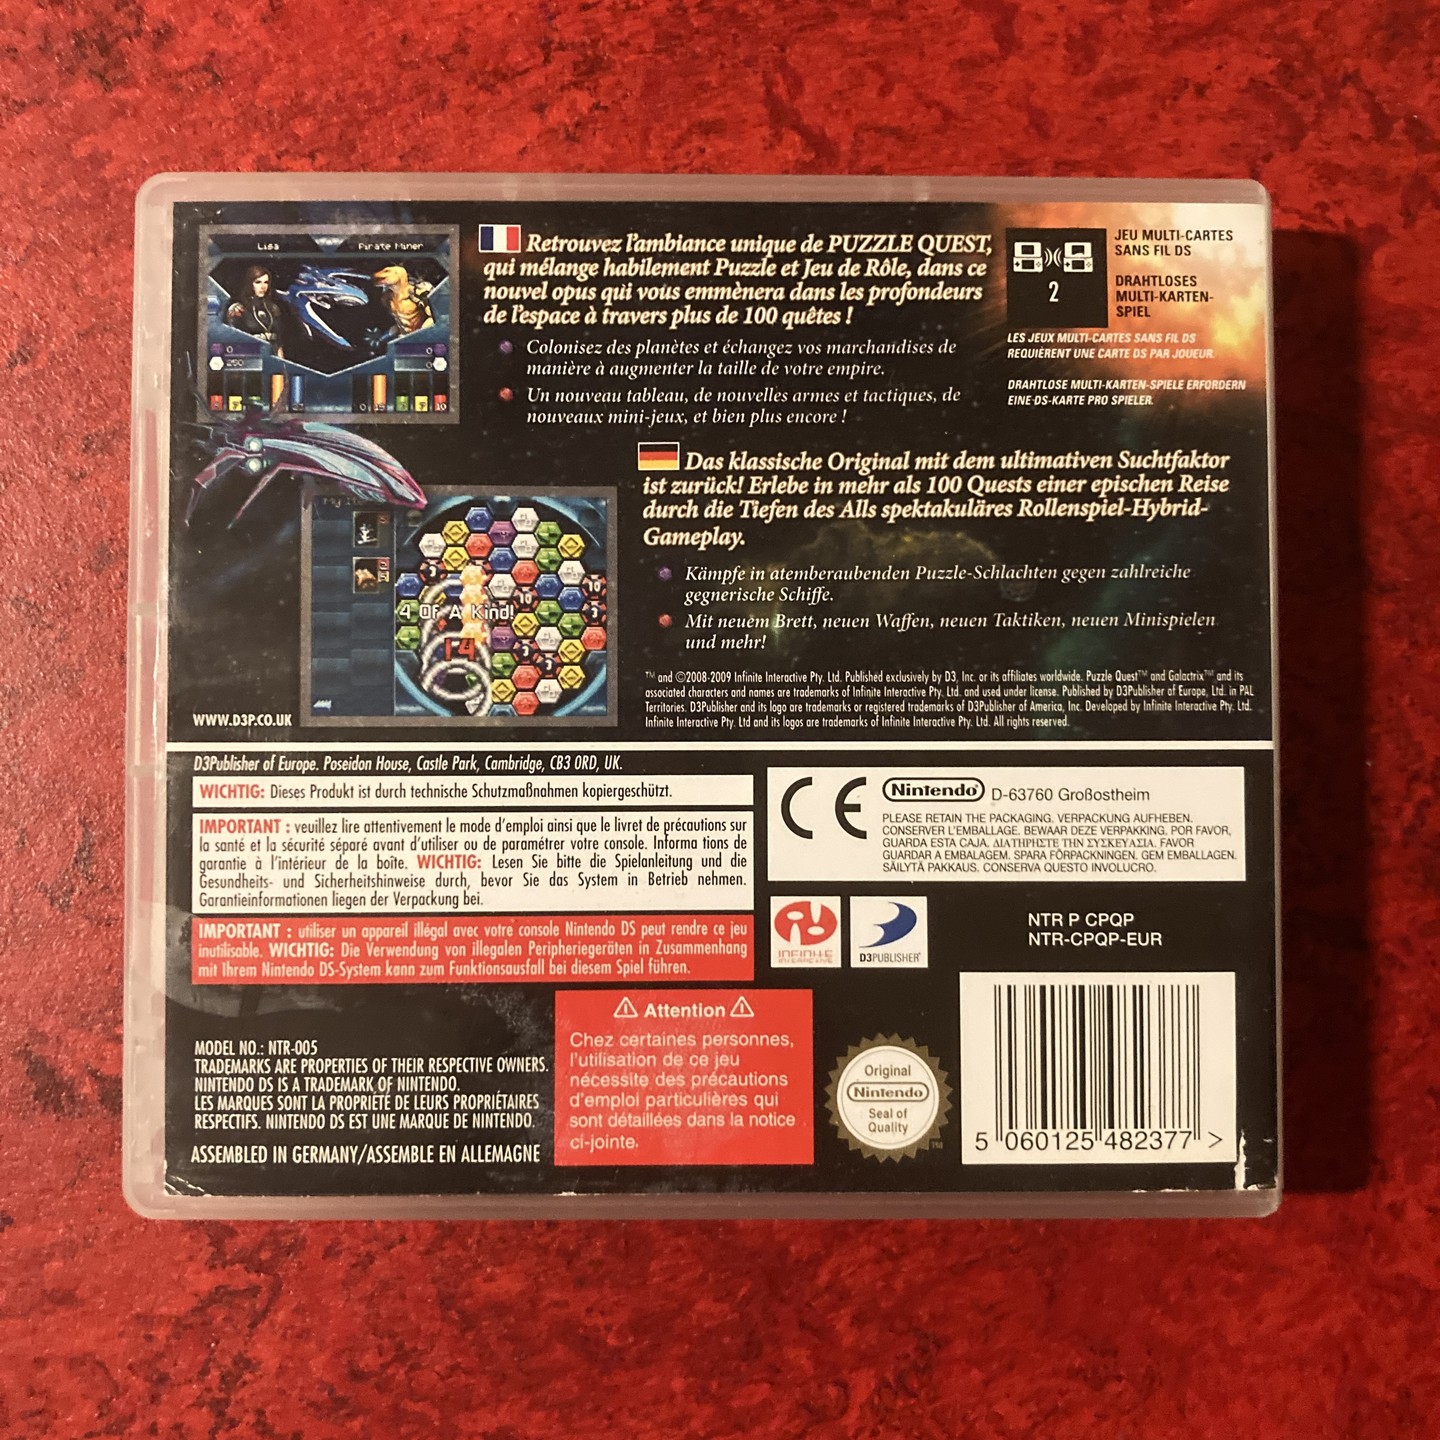 Lisa
Pirate Miner
0
250
0
0
Retrouvez l'ambiance unique de PUZZLE QUEST,
qui mélange habilement Puzzle et Jeu de Rôle, dans ce
nouvel opus qui vous emmènera dans les profondeurs
de l'espace à travers plus de 100 quêtes !
Colonisez des planètes et échangez vos marchandises de
manière à augmenter la taille de votre empire.
Un nouveau tableau, de nouvelles armes et tactiques, de
nouveaux mini-jeux, et bien plus encore !
2
JEU MULTI-CARTES
SANS FIL DS
DRAHTLOSES
MULTI-KARTEN-
SPIEL
LES JEUX MULTI-CARTES SANS FIL DS
REQUIÈRENT UNE CARTE DS PAR JOUEUR.
DRAHTLOSE MULTI-KARTEN-SPIELE ERFORDERN
EINE DS-KARTE PRO SPIELER.
Das klassische Original mit dem ultimativen Suchtfaktor
ist zurück! Erlebe in mehr als 100 Quests einer epischen Reise
durch die Tiefen des Alls spektakuläres Rollenspiel-Hybrid-
Gameplay.
Kämpfe in atemberaubenden Puzzle-Schlachten gegen zahlreiche
gegnerische Schiffe.
Mit neuem Brett, neuen Waffen, neuen Taktiken, neuen Minispielen
und mehr!
4 Of A Kind!
14
™ and ©2008-2009 Infinite Interactive Pty. Ltd. Published exclusively by D3, Inc. or its affiliates worldwide. Puzzle Quest™ and Galactrix™ and its
associated characters and names are trademarks of Infinite Interactive Pty. Ltd. and used under license. Published by D3Publisher of Europe, Ltd. in PAL
Territories. D3Publisher and its logo are trademarks or registered trademarks of D3Publisher of America, Inc. Developed by Infinite Interactive Pty. Ltd.
Infinite Interactive Pty. Ltd and its logos are trademarks of Infinite Interactive Pty. Ltd. All rights reserved.
WWW.D3P.CO.UK
D3Publisher of Europe. Poseidon House, Castle Park, Cambridge, CB3 0RD, UK.
WICHTIG: Dieses Produkt ist durch technische Schutzmaßnahmen kopiergeschützt.
IMPORTANT : veuillez lire attentivement le mode d'emploi ainsi que le livret de précautions sur
la santé et la sécurité séparé avant d'utiliser ou de paramétrer votre console. Informa tions de
garantie à l'intérieur de la boîte. WICHTIG: Lesen Sie bitte die Spielanleitung und die
Gesundheits- und Sicherheitshinweise durch, bevor Sie das System in Betrieb nehmen.
Garantieinformationen liegen der Verpackung bei.
IMPORTANT : utiliser un appareil illégal avec votre console Nintendo DS peut rendre ce jeu
inutilisable. WICHTIG: Die Verwendung von illegalen Peripheriegeräten in Zusammenhang
mit Ihrem Nintendo DS-System kann zum Funktionsausfall bei diesem Spiel führen.
CE
Nintendo D-63760 Großostheim
PLEASE RETAIN THE PACKAGING. VERPACKUNG AUFHEBEN.
CONSERVER L'EMBALLAGE. BEWAAR DEZE VERPAKKING. POR FAVOR,
GUARDA ESTA CAJA. ΔΙΑΤΗΡΗΣΤΕ ΤΗΝ ΣΥΣΚΕΥΑΣΙΑ. FAVOR
GUARDAR A EMBALAGEM. SPARA FÖRPACKNINGEN. GEM EMBALLAGEN.
SÄILYTÄ PAKKAUS. CONSERVA QUESTO INVOLUCRO.
INFINITE
INTERACTIVE
D3PUBLISHER
NTR P CPQP
NTR-CPQP-EUR
MODEL NO.: NTR-005
TRADEMARKS ARE PROPERTIES OF THEIR RESPECTIVE OWNERS.
NINTENDO DS IS A TRADEMARK OF NINTENDO.
LES MARQUES SONT LA PROPRIÉTÉ DE LEURS PROPRIÉTAIRES
RESPECTIFS. NINTENDO DS EST UNE MARQUE DE NINTENDO.
ASSEMBLED IN GERMANY/ASSEMBLE EN ALLEMAGNE
Attention
Chez certaines personnes,
l'utilisation de ce jeu
nécessite des précautions
d'emploi particulières qui
sont détaillées dans la notice
ci-jointe.
Original
Nintendo
Seal of
Quality
™
5 060125 482377 >